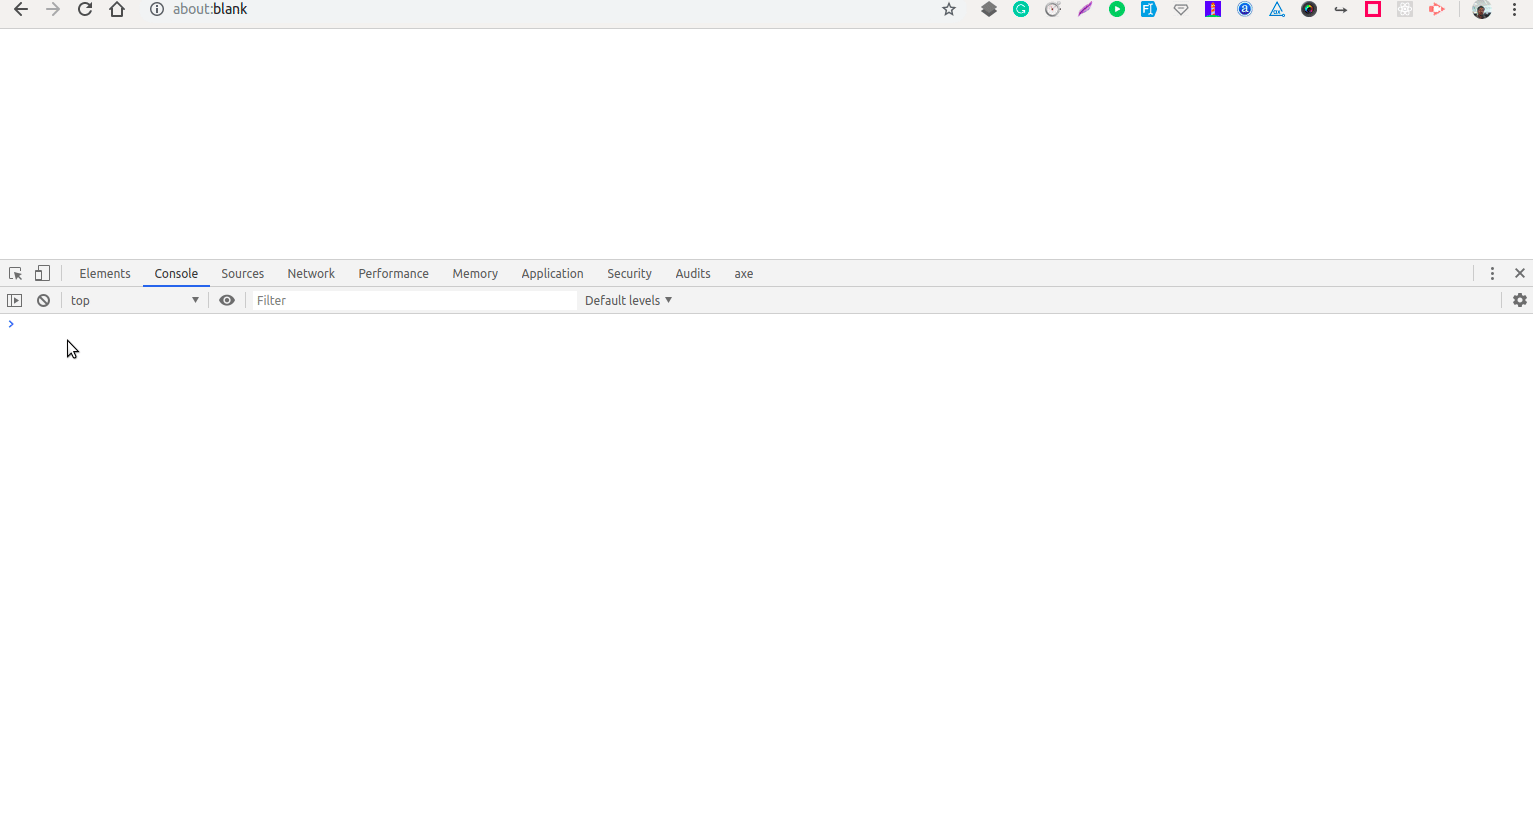 about:blank
Elements Console Sources Network Performance Memory Application Security Audits axe
top Filter Default levels